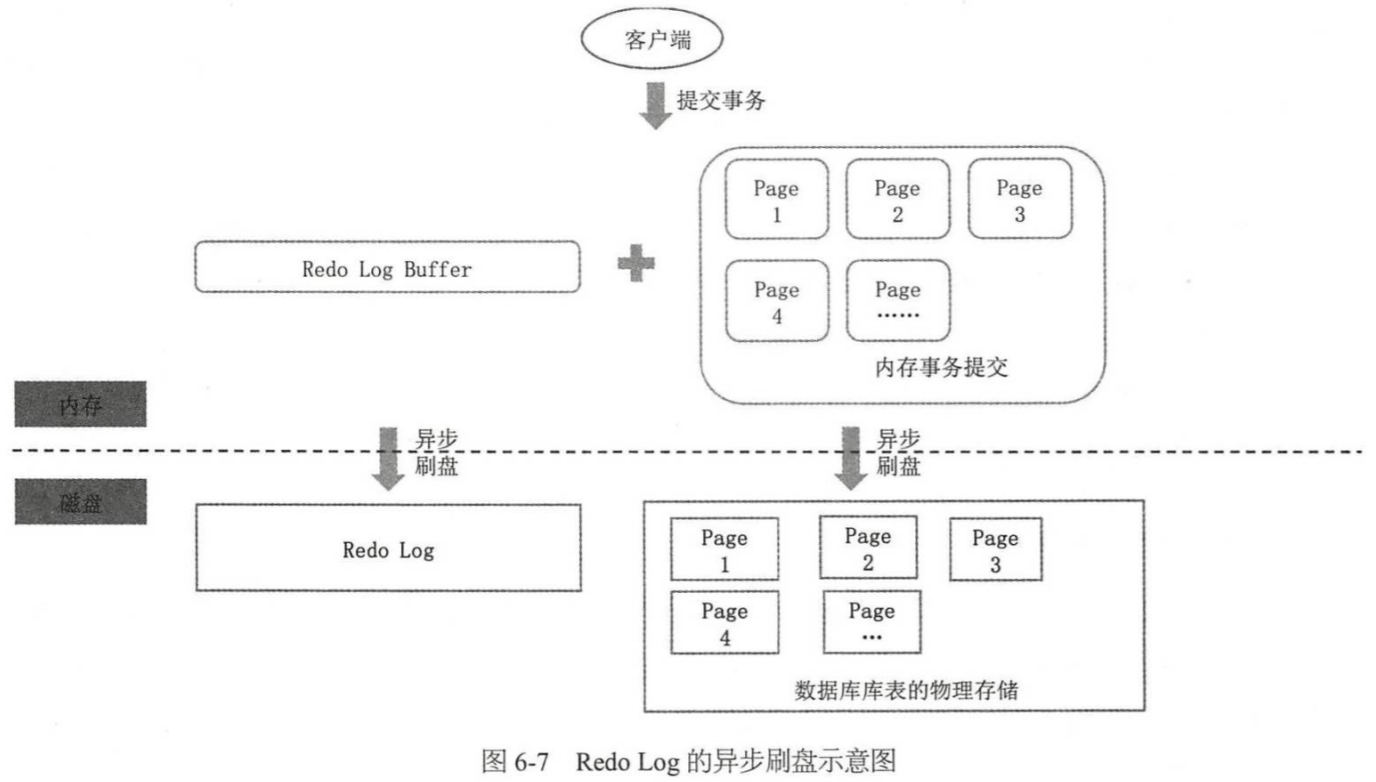 客户端
提交事务
Page
1
Page
2
Page
3
Redo Log Buffer
Page
4
Page
……
内存事务提交
内存
异步
刷盘
异步
刷盘
磁盘
Redo Log
Page
1
Page
2
Page
3
Page
4
Page
…
数据库库表的物理存储
图 6-7 Redo Log 的异步刷盘示意图